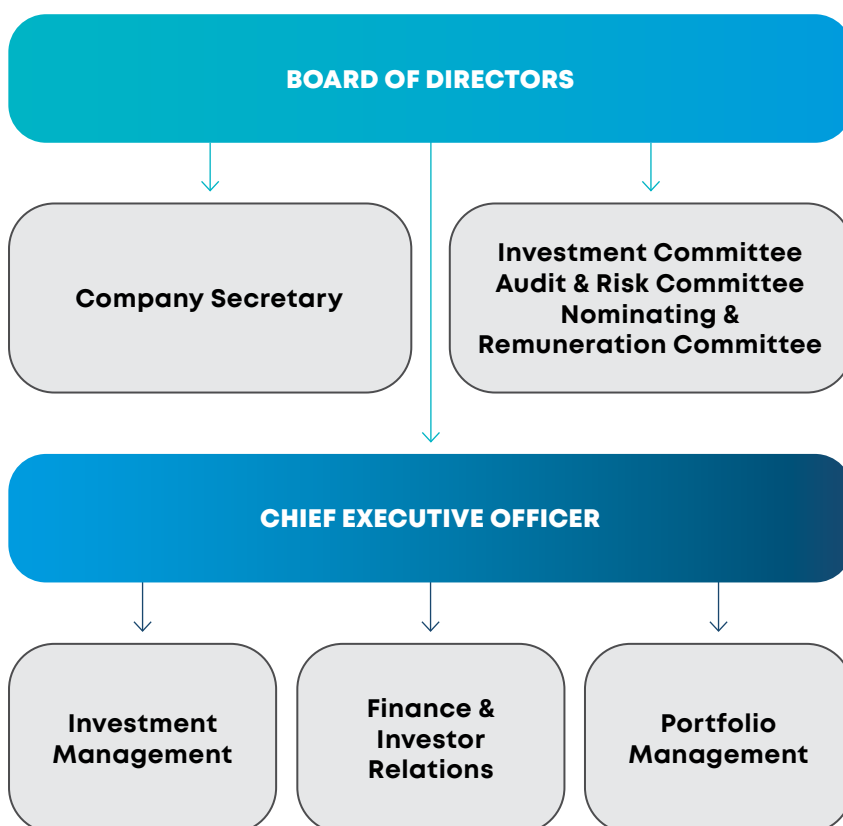 BOARD OF DIRECTORS
Company Secretary
Investment Committee
Audit & Risk Committee
Nominating &
Remuneration Committee
CHIEF EXECUTIVE OFFICER
Investment
Management
Finance &
Investor
Relations
Portfolio
Management